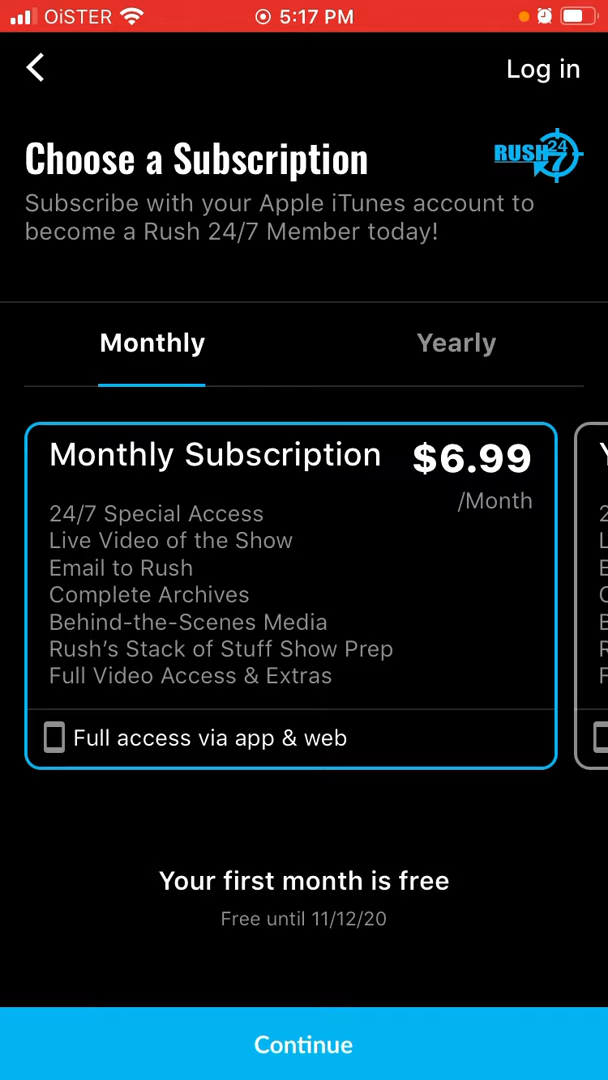 OiSTER 5:17 PM
Log in
Choose a Subscription
RUSH 24 7
Subscribe with your Apple iTunes account to
become a Rush 24/7 Member today!
Monthly Yearly
Monthly Subscription $6.99
/Month
24/7 Special Access
Live Video of the Show
Email to Rush
Complete Archives
Behind-the-Scenes Media
Rush’s Stack of Stuff Show Prep
Full Video Access & Extras
Full access via app & web
Your first month is free
Free until 11/12/20
Continue